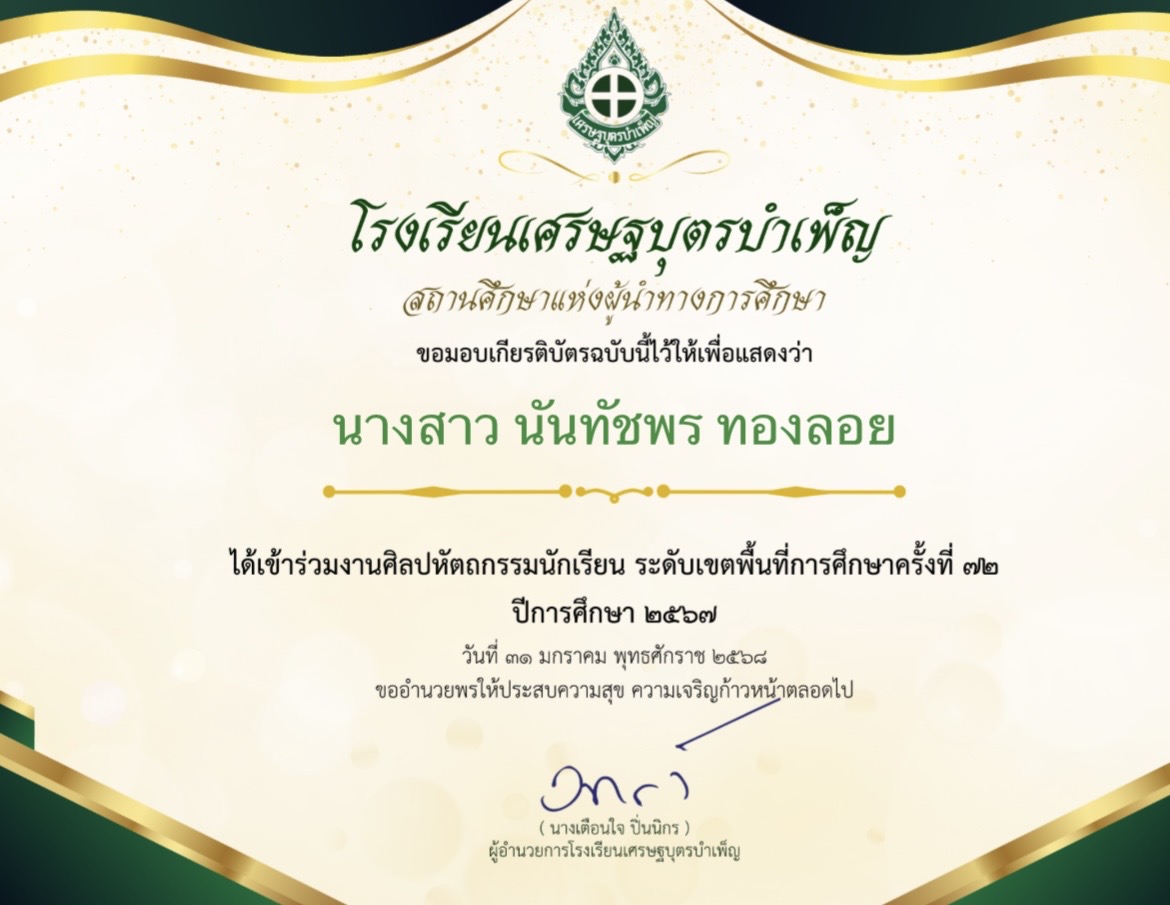 เศรษฐบุตรบำเพ็ญ
โรงเรียนเศรษฐบุตรบำเพ็ญ
สถานศึกษาแห่งผู้นำทางการศึกษา
ขอมอบเกียรติบัตรฉบับนี้ไว้ให้เพื่อแสดงว่า
นางสาว นันทัชพร ทองลอย
ได้เข้าร่วมงานศิลปหัตถกรรมนักเรียน ระดับเขตพื้นที่การศึกษาครั้งที่ ๗๒
ปีการศึกษา ๒๕๖๗
วันที่ ๓๑ มกราคม พุทธศักราช ๒๕๖๘
ขออำนวยพรให้ประสบความสุข ความเจริญก้าวหน้าตลอดไป
( นางเตือนใจ ปิ่นนิกร )
ผู้อำนวยการโรงเรียนเศรษฐบุตรบำเพ็ญ